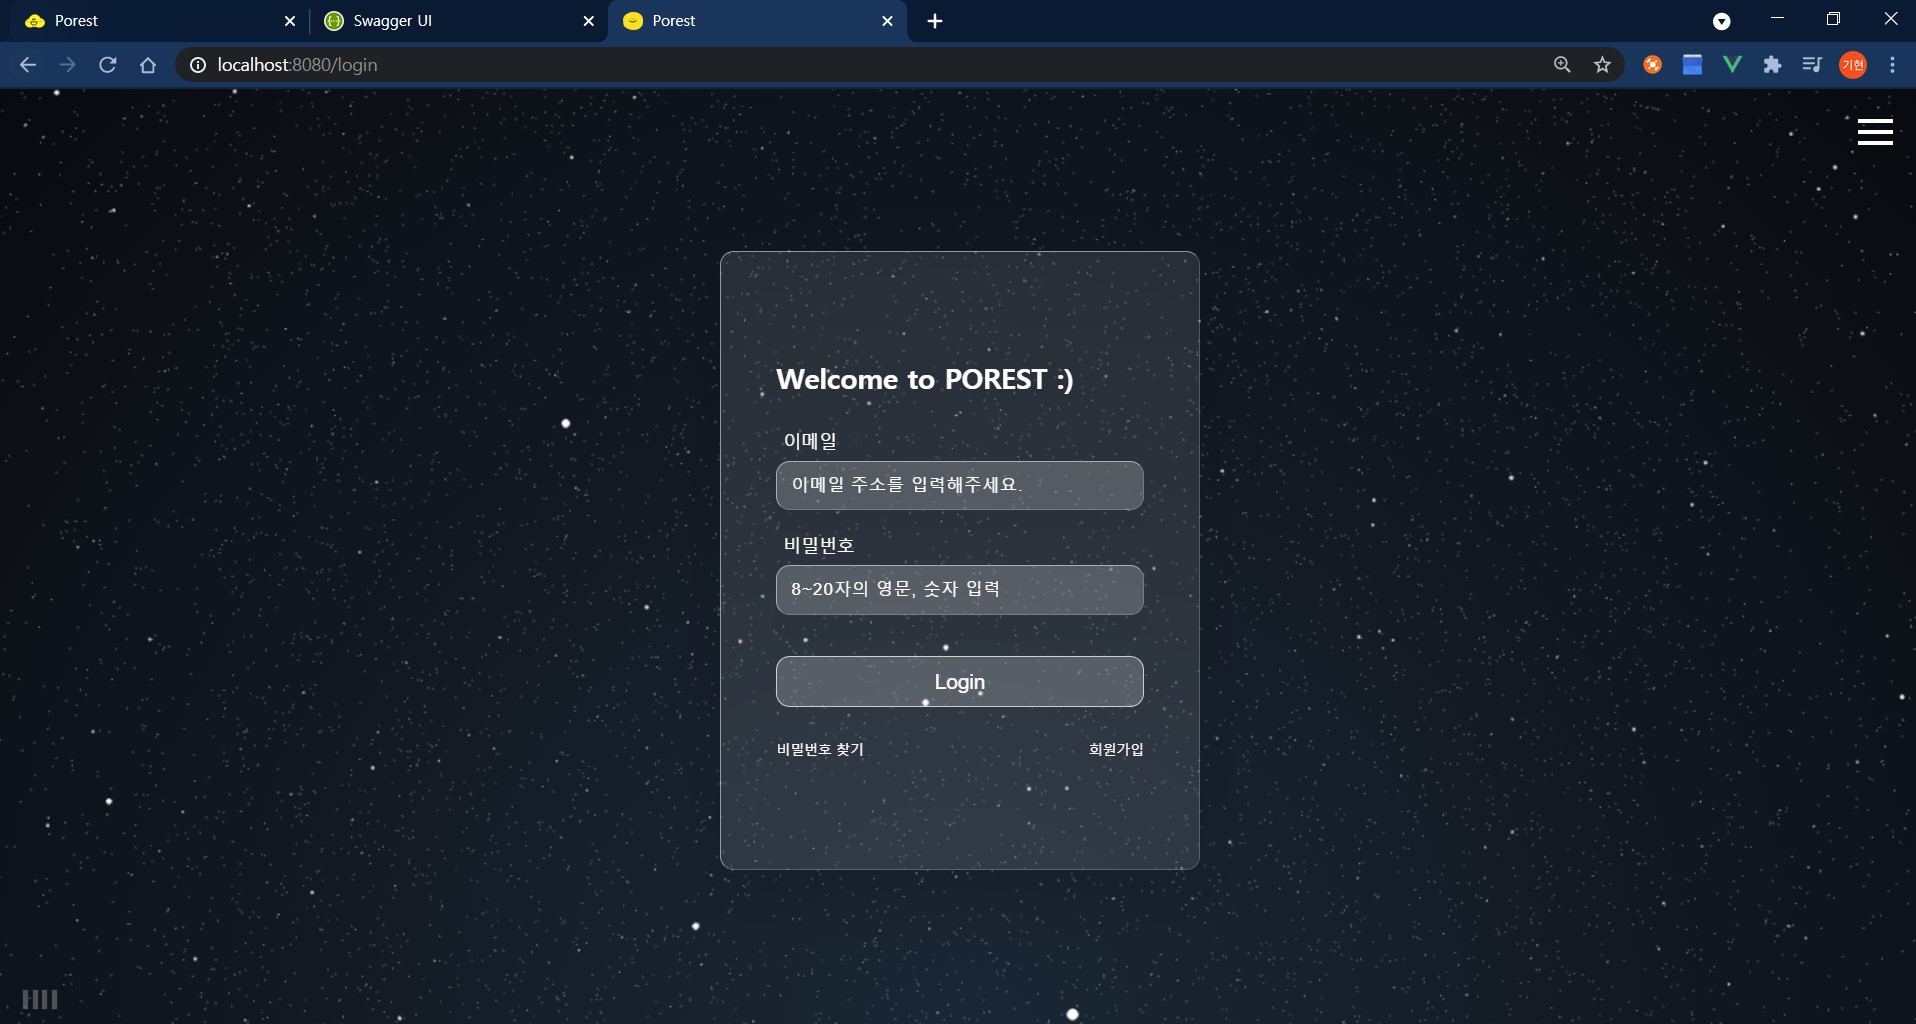 Porest
Swagger UI
Porest
localhost:8080/login
기현
Welcome to POREST :)
이메일
이메일 주소를 입력해주세요.
비밀번호
8~20자의 영문, 숫자 입력
Login
비밀번호 찾기
회원가입